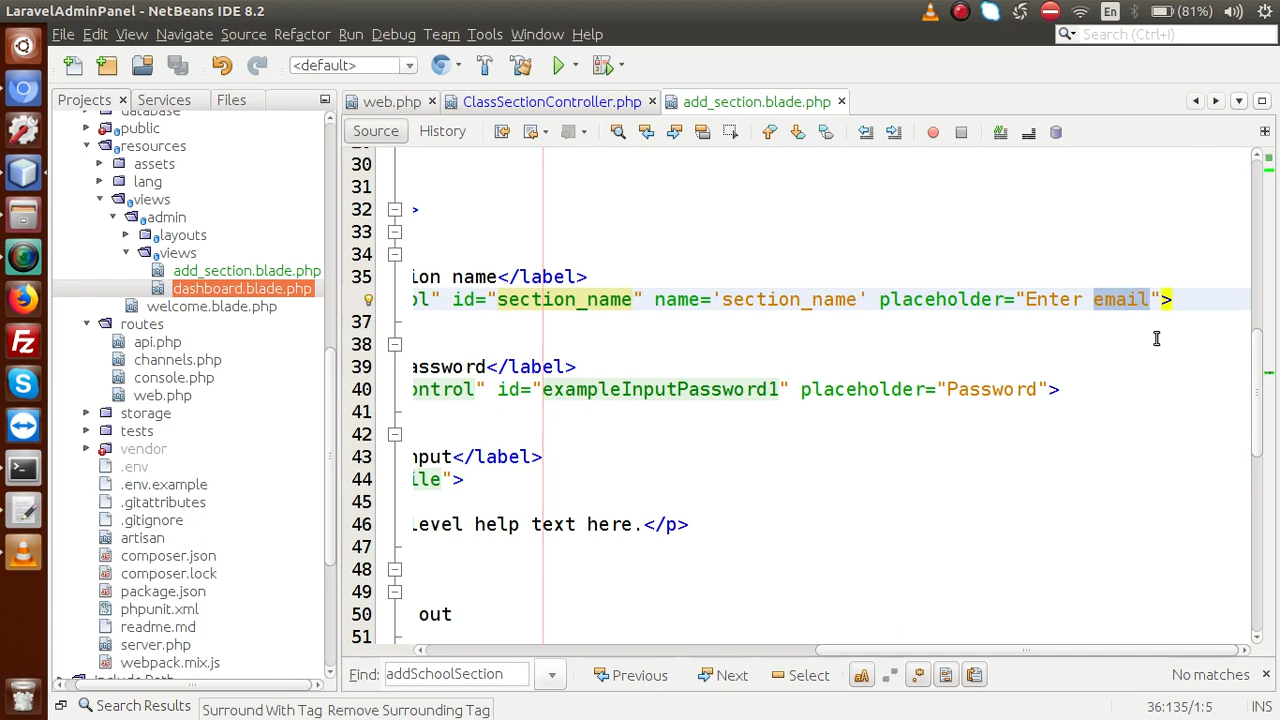 LaravelAdminPanel - NetBeans IDE 8.2
En
(81%)
File Edit View Navigate Source Refactor Run Debug Team Tools Window Help
Search (Ctrl+I)
<default>
Projects Services Files
web.php ClassSectionController.php add_section.blade.php
Source History
public
resources
assets
lang
views
admin
layouts
views
add_section.blade.php
dashboard.blade.php
welcome.blade.php
routes
api.php
channels.php
console.php
web.php
storage
tests
vendor
.env
.env.example
.gitattributes
.gitignore
artisan
composer.json
composer.lock
package.json
phpunit.xml
readme.md
server.php
webpack.mix.js
30
31
32 >
33
34
35 ion name</label>
36 ol" id="section_name" name='section_name' placeholder="Enter email">
37
38
39 assword</label>
40 ontrol" id="exampleInputPassword1" placeholder="Password">
41
42
43 nput</label>
44 ile">
45
46 level help text here.</p>
47
48
49
50 out
51
Find: addSchoolSection Previous Next Select aA No matches
Search Results Surround With Tag Remove Surrounding Tag 36:135/1:5 INS